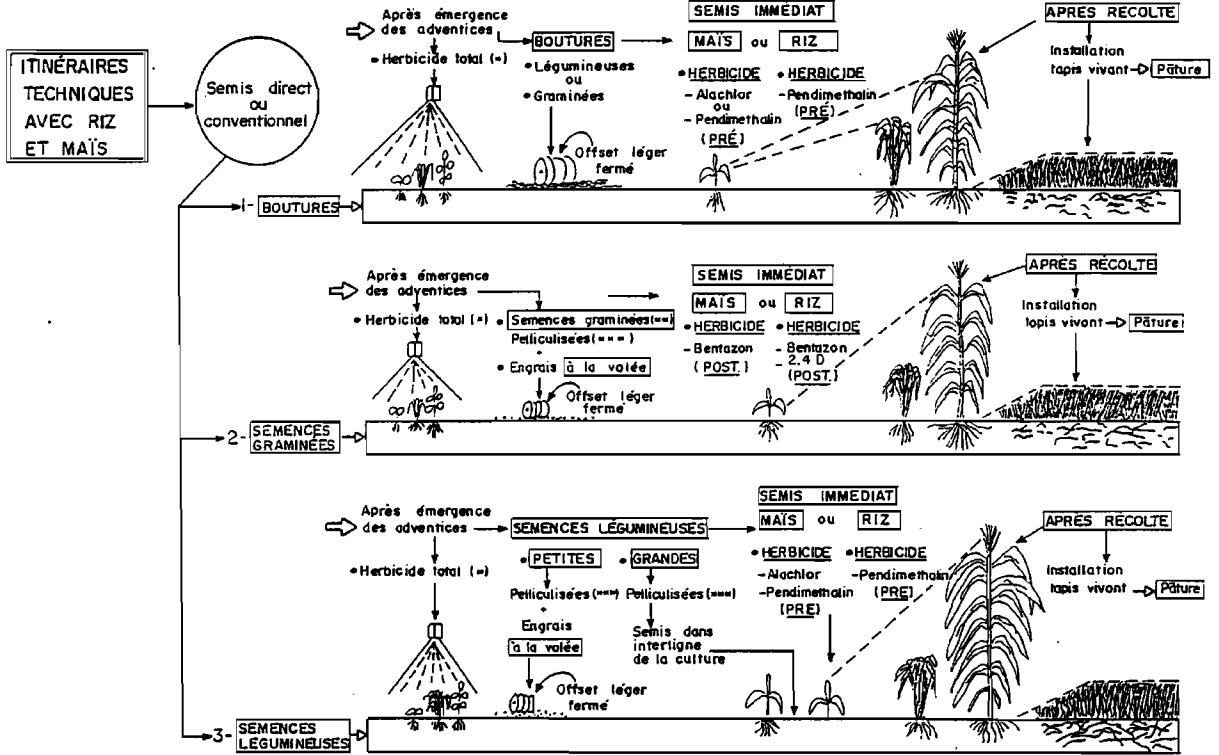 ITINÉRAIRES
TECHNIQUES
AVEC RIZ
ET MAÏS
Semis direct
ou
conventionnel
1- BOUTURES
Après émergence
des adventices
• Herbicide total (*)
BOUTURES
• Légumineuses
ou
• Graminées
Offset léger
fermé
SEMIS IMMÉDIAT
MAÏS ou RIZ
• HERBICIDE • HERBICIDE
- Alachlor - Pendimethalin
ou (PRÉ)
- Pendimethalin
(PRÉ)
APRÈS RÉCOLTE
Installation
tapis vivant Pâture
2- SEMENCES
GRAMINÉES
Après émergence
des adventices
• Herbicide total (*)
• Semences graminées(**)
Pelliculisées (***)
+
• Engrais à la volée
Offset léger
fermé
SEMIS IMMÉDIAT
MAÏS ou RIZ
• HERBICIDE • HERBICIDE
- Bentazon - Bentazon
(POST.) - 2.4 D
(POST.)
APRÈS RÉCOLTE
Installation
tapis vivant Pâture
3- SEMENCES
LÉGUMINEUSES
Après émergence
des adventices
• Herbicide total (*)
SEMENCES LÉGUMINEUSES
• PETITES • GRANDES
Pelliculisées(***) Pelliculisées(***)
+
Engrais
à la volée
Semis dans
interligne
de la culture
Offset léger
fermé
SEMIS IMMEDIAT
MAÏS ou RIZ
• HERBICIDE • HERBICIDE
- Alachlor - Pendimethalin
- Pendimethalin (PRE)
(PRE)
APRÈS RÉCOLTE
Installation
tapis vivant Pâture